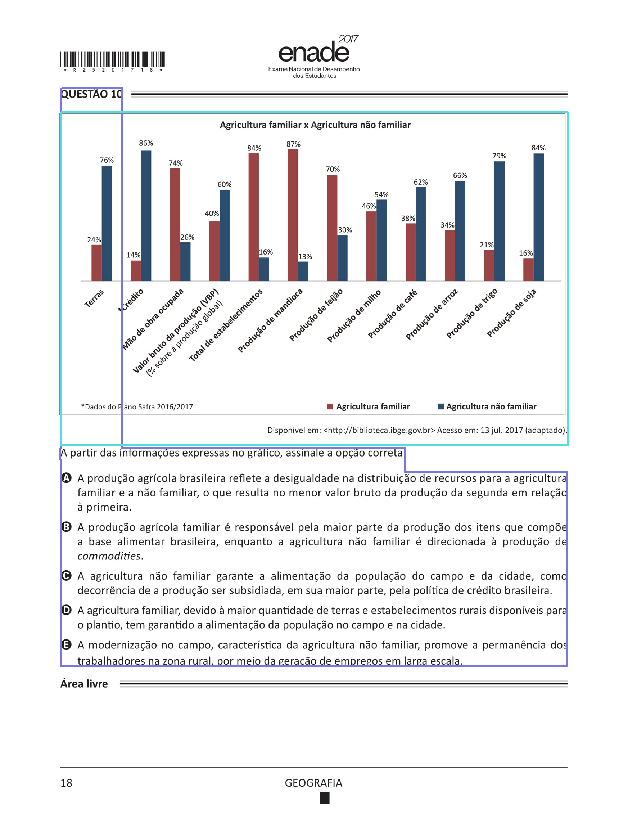 *R2520171718*
enade 2017
Exame Nacional de Desempenho
dos Estudantes
QUESTÃO 10
Agricultura familiar x Agricultura não familiar
24% 76% 14% 86% 74% 26% 40% 60% 84% 16% 87% 13% 70% 30% 46% 54% 38% 62% 34% 66% 21% 79% 16% 84%
Terras
*Crédito
Mão de obra ocupada
Valor bruto da produção (VBP)
(% sobre a produção global)
Total de estabelecimentos
Produção de mandioca
Produção de feijão
Produção de milho
Produção de café
Produção de arroz
Produção de trigo
Produção de soja
*Dados do Plano Safra 2016/2017
Agricultura familiar Agricultura não familiar
Disponível em: <http://biblioteca.ibge.gov.br> Acesso em: 13 jul. 2017 (adaptado).
A partir das informações expressas no gráfico, assinale a opção correta
A A produção agrícola brasileira reflete a desigualdade na distribuição de recursos para a agricultura
familiar e a não familiar, o que resulta no menor valor bruto da produção da segunda em relação
à primeira.
B A produção agrícola familiar é responsável pela maior parte da produção dos itens que compõe
a base alimentar brasileira, enquanto a agricultura não familiar é direcionada à produção de
commodities.
C A agricultura não familiar garante a alimentação da população do campo e da cidade, como
decorrência de a produção ser subsidiada, em sua maior parte, pela política de crédito brasileira.
D A agricultura familiar, devido à maior quantidade de terras e estabelecimentos rurais disponíveis para
o plantio, tem garantido a alimentação da população no campo e na cidade.
E A modernização no campo, característica da agricultura não familiar, promove a permanência dos
trabalhadores na zona rural, por meio da geração de empregos em larga escala.
Área livre
18
GEOGRAFIA